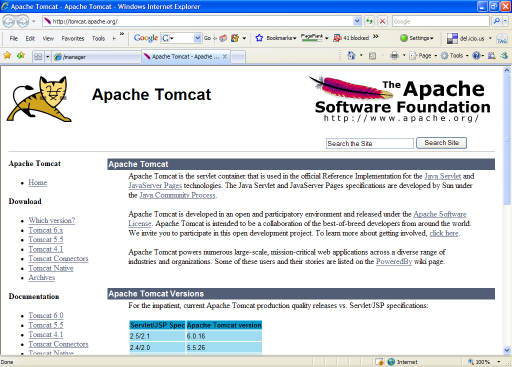 Apache Tomcat - Apache Tomcat - Windows Internet Explorer
http://tomcat.apache.org/
Google
File Edit View Favorites Tools
Google
Go
Bookmarks
PageRank
41 blocked
Settings
del.icio.us
TAG
/manager
Apache Tomcat - Apache ...
Page
Tools
Apache Tomcat
The Apache
Software Foundation
http://www.apache.org/
Search the Site
Search Site
Apache Tomcat
Home
Download
Which version?
Tomcat 6.x
Tomcat 5.5
Tomcat 4.1
Tomcat Connectors
Tomcat Native
Archives
Documentation
Tomcat 6.0
Tomcat 5.5
Tomcat 4.1
Tomcat Connectors
Tomcat Native
Apache Tomcat
Apache Tomcat is the servlet container that is used in the official Reference Implementation for the Java Servlet and
JavaServer Pages technologies. The Java Servlet and JavaServer Pages specifications are developed by Sun under
the Java Community Process.
Apache Tomcat is developed in an open and participatory environment and released under the Apache Software
License. Apache Tomcat is intended to be a collaboration of the best-of-breed developers from around the world.
We invite you to participate in this open development project. To learn more about getting involved, click here.
Apache Tomcat powers numerous large-scale, mission-critical web applications across a diverse range of
industries and organizations. Some of these users and their stories are listed on the PoweredBy wiki page.
Apache Tomcat Versions
For the impatient, current Apache Tomcat production quality releases vs. Servlet/JSP specifications:
Servlet/JSP Spec Apache Tomcat version
2.5/2.1 6.0.16
2.4/2.0 5.5.26
Done
Internet
100%